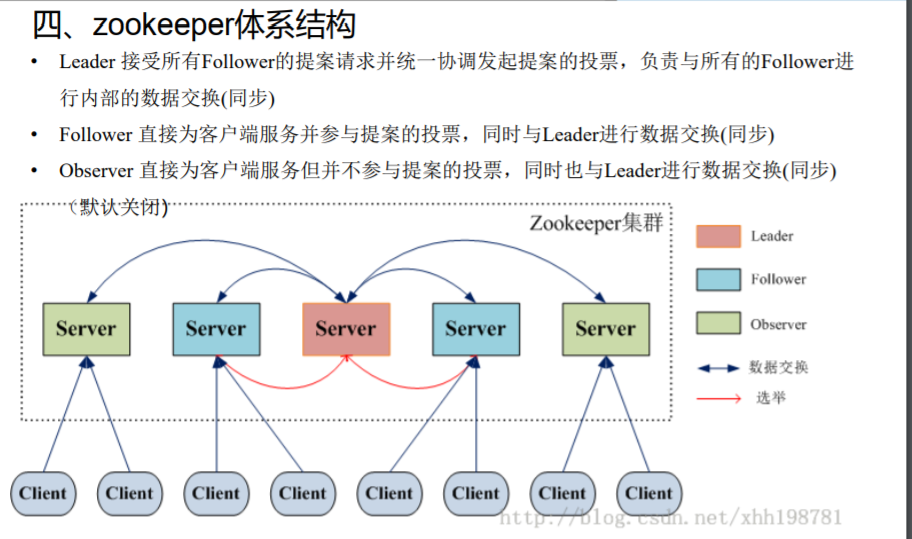 四、zookeeper体系结构
• Leader 接受所有Follower的提案请求并统一协调发起提案的投票，负责与所有的Follower进
行内部的数据交换(同步)
• Follower 直接为客户端服务并参与提案的投票，同时与Leader进行数据交换(同步)
• Observer 直接为客户端服务但并不参与提案的投票，同时也与Leader进行数据交换(同步)
（默认关闭)
Zookeeper集群
Leader
Follower
Observer
数据交换
选举
Server Server Server Server Server
Client Client Client Client Client Client Client Client
http://blog.csdn.net/xhh198781